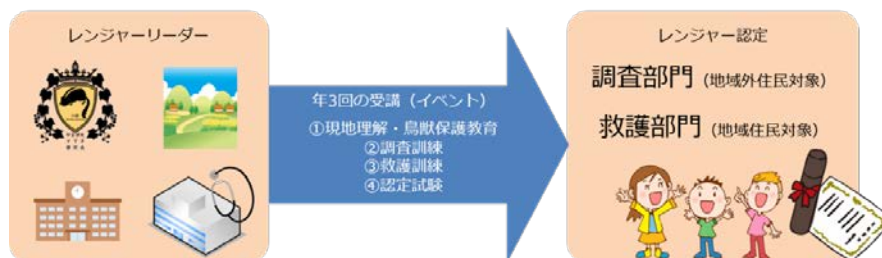 レンジャーリーダー
年3回の受講（イベント）
①現地理解・鳥獣保護教育
②調査訓練
③救護訓練
④認定試験
レンジャー認定
調査部門（地域外住民対象）
救護部門（地域住民対象）